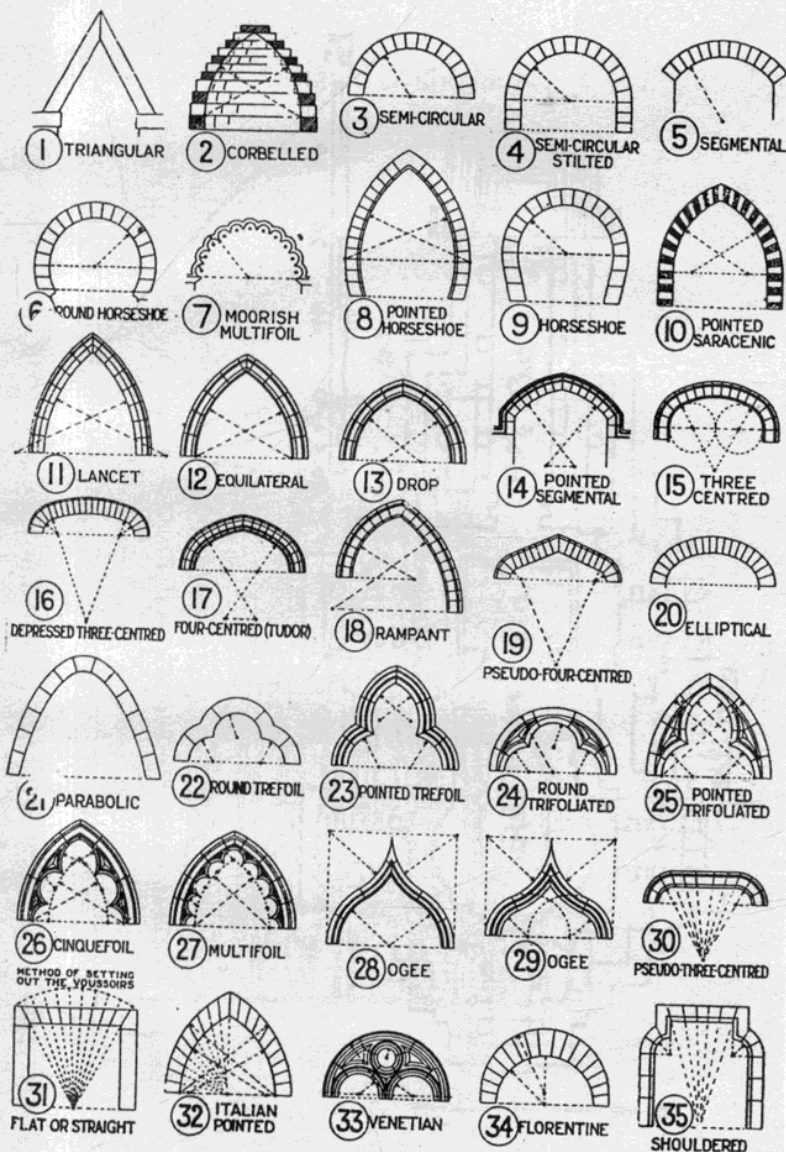 1 TRIANGULAR
2 CORBELLED
3 SEMI-CIRCULAR
4 SEMI-CIRCULAR
STILTED
5 SEGMENTAL
6 ROUND HORSESHOE
7 MOORISH
MULTIFOIL
8 POINTED
HORSESHOE
9 HORSESHOE
10 POINTED
SARACENIC
11 LANCET
12 EQUILATERAL
13 DROP
14 POINTED
SEGMENTAL
15 THREE
CENTRED
16
DEPRESSED THREE-CENTRED
17
FOUR-CENTRED (TUDOR)
18 RAMPANT
19
PSEUDO-FOUR-CENTRED
20
ELLIPTICAL
21 PARABOLIC
22 ROUND TREFOIL
23 POINTED TREFOIL
24 ROUND
TRIFOLIATED
25 POINTED
TRIFOLIATED
26 CINQUEFOIL
27 MULTIFOIL
28 OGEE
29 OGEE
30
PSEUDO-THREE-CENTRED
METHOD OF SETTING
OUT THE VOUSSOIRS
31
FLAT OR STRAIGHT
32 ITALIAN
POINTED
33 VENETIAN
34 FLORENTINE
35
SHOULDERED